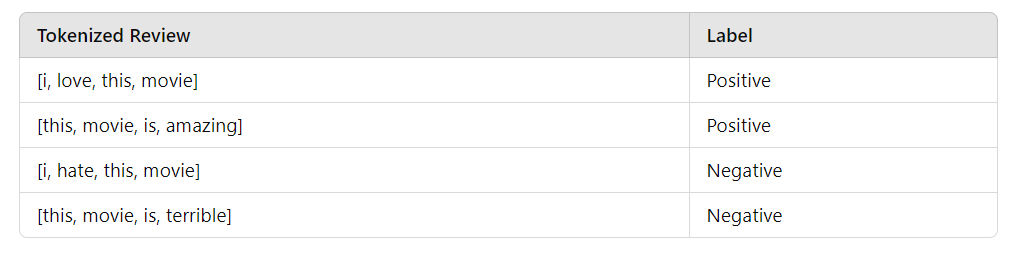 Tokenized Review Label
[i, love, this, movie] Positive
[this, movie, is, amazing] Positive
[i, hate, this, movie] Negative
[this, movie, is, terrible] Negative